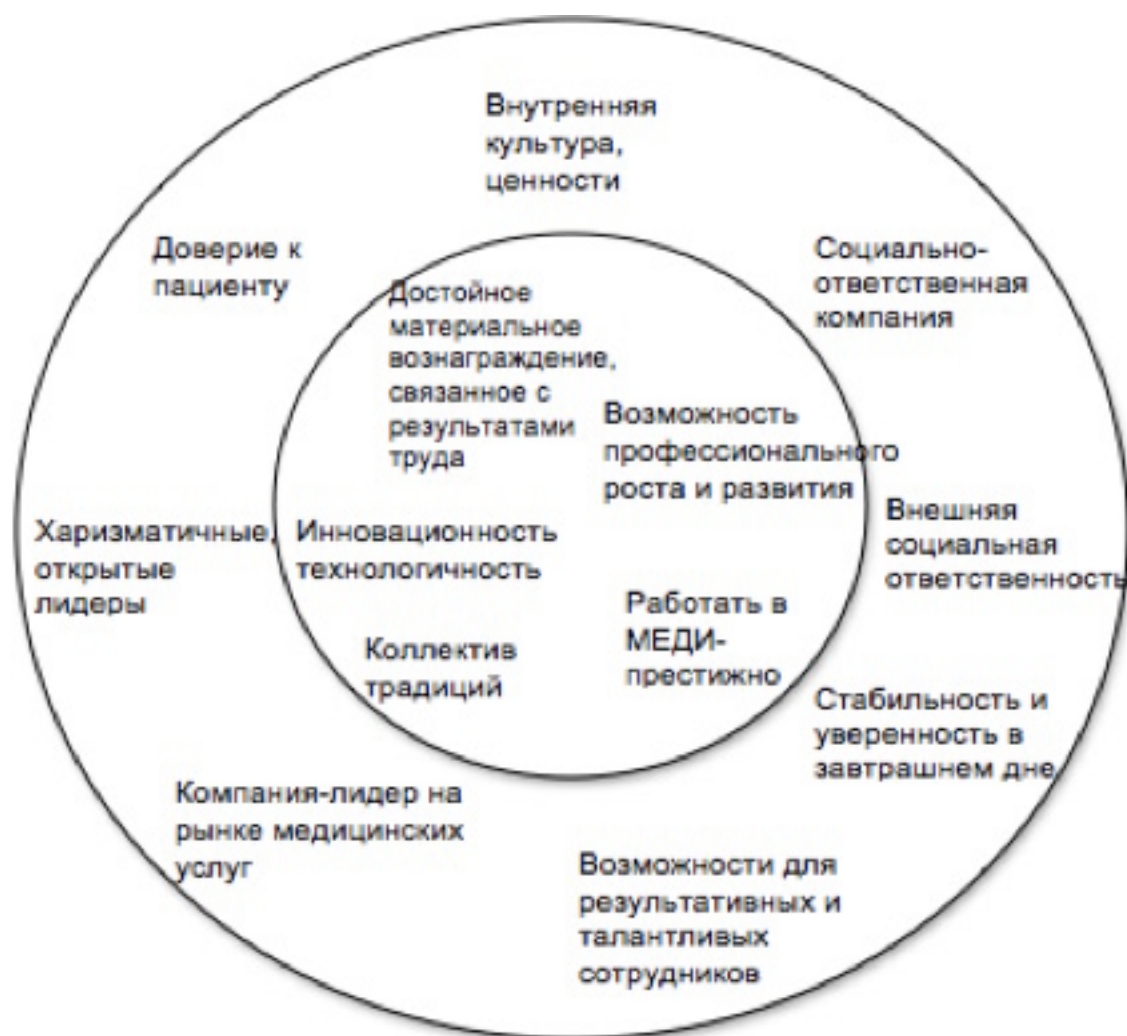 Внутренняя
культура,
ценности
Доверие к
пациенту
Социально-
ответственная
компания
Достойное
материальное
вознаграждение,
связанное с
результатами
труда
Возможность
профессионального
роста и развития
Харизматичные,
открытые
лидеры
Инновационность
технологичность
Внешняя
социальная
ответственность
Работать в
МЕДИ-
престижно
Коллектив
традиций
Стабильность и
уверенность в
завтрашнем дне
Компания-лидер на
рынке медицинских
услуг
Возможности для
результативных и
талантливых
сотрудников